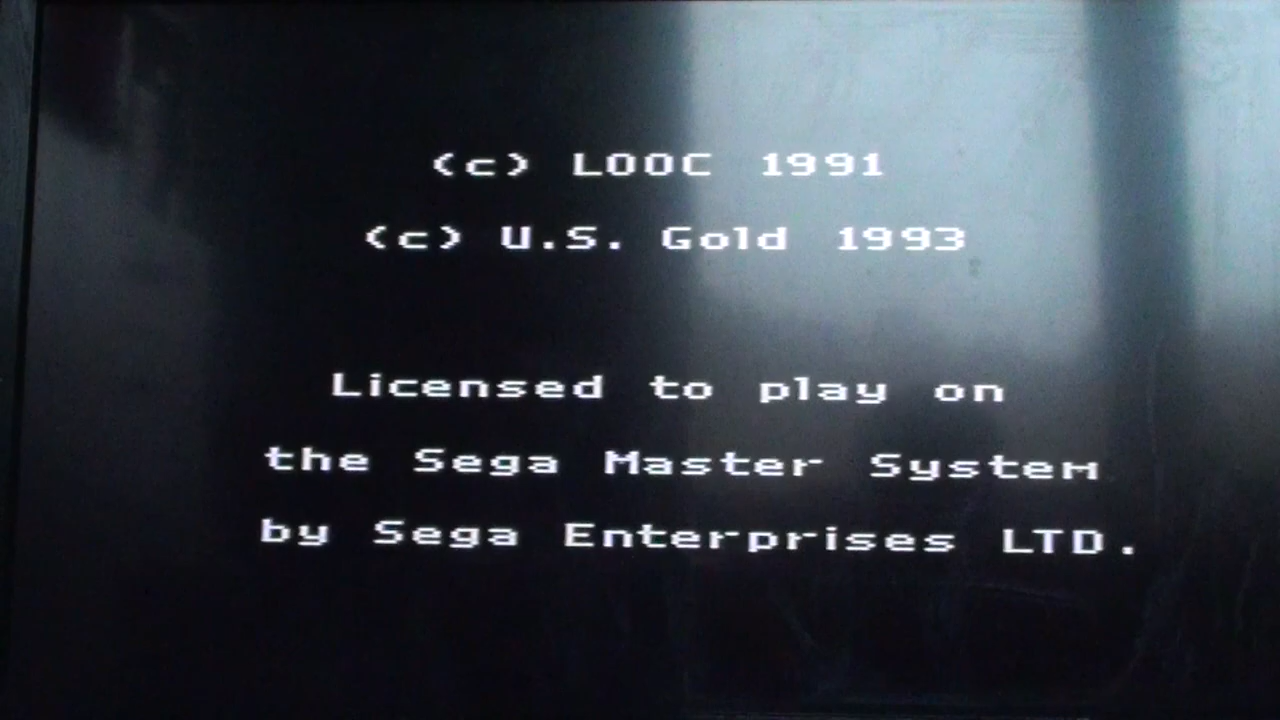 (c) LOOC 1991
(c) U.S. Gold 1993
Licensed to play on
the Sega Master System
by Sega Enterprises LTD.